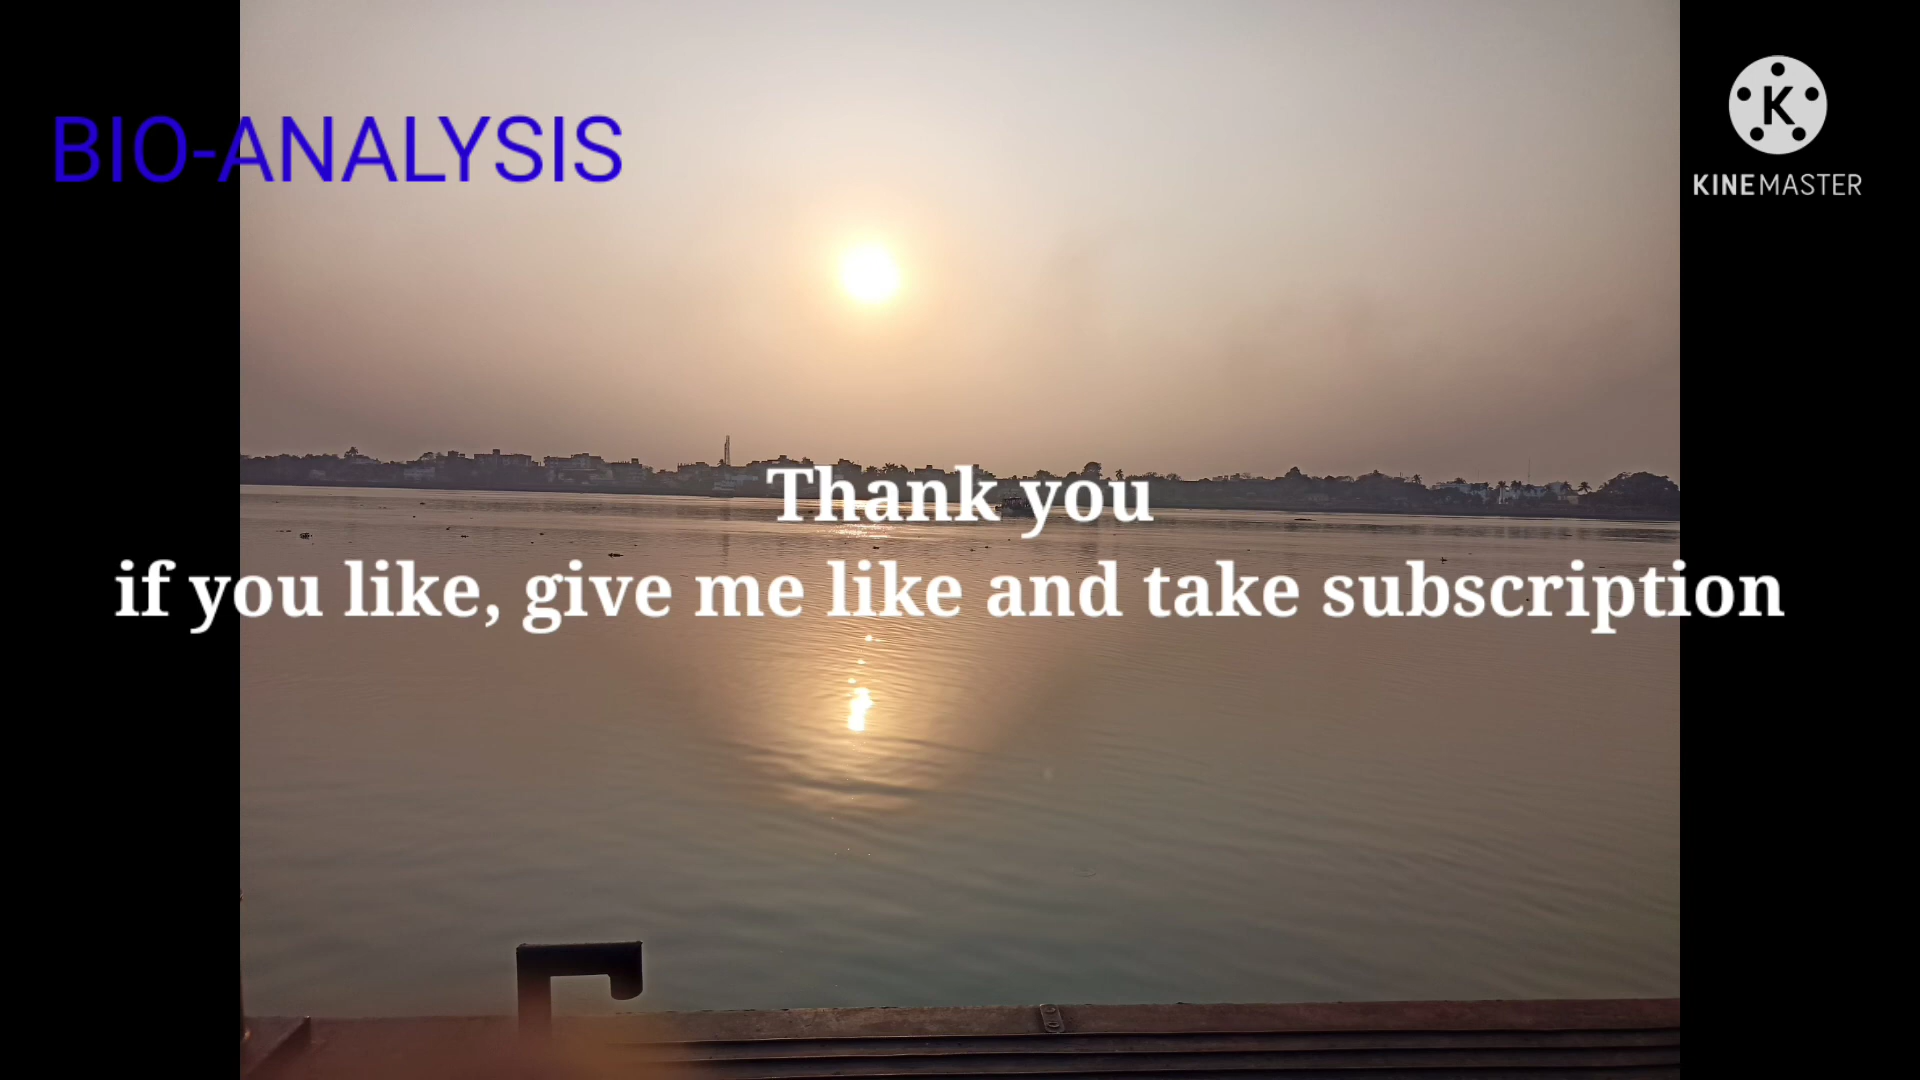 BIO-ANALYSIS
K
KINEMASTER
Thank you
if you like, give me like and take subscription